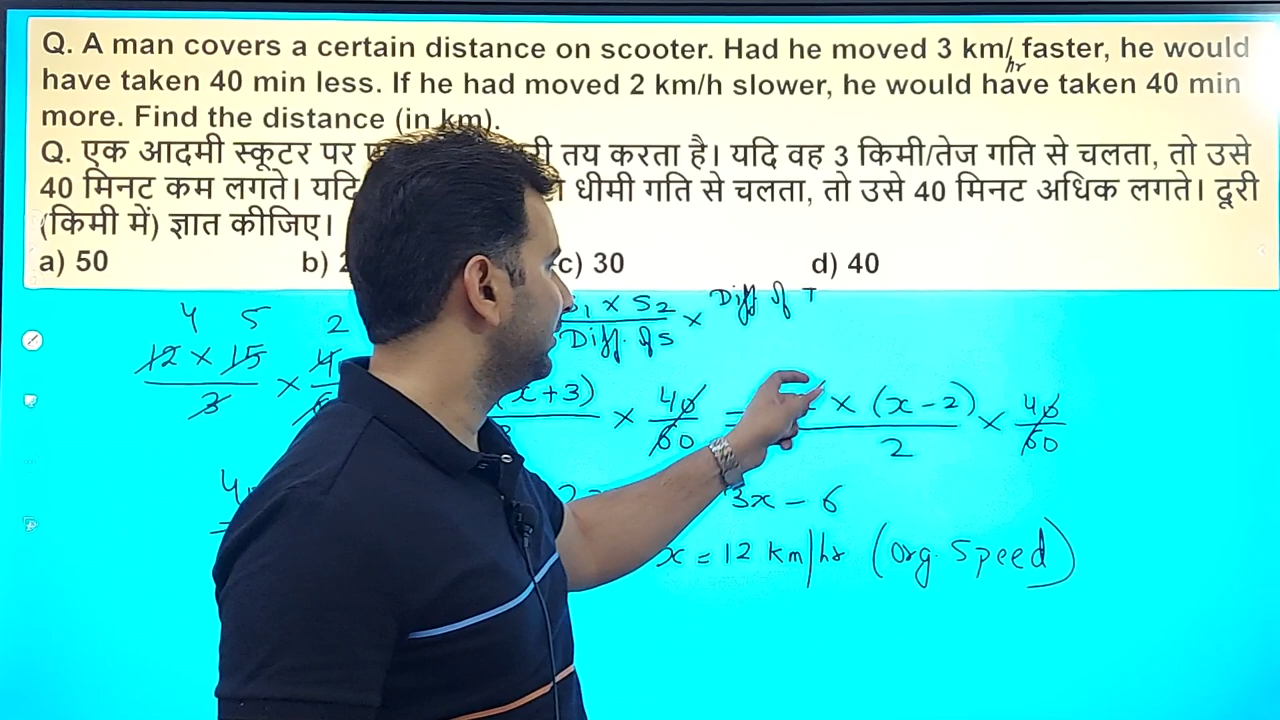 Q. A man covers a certain distance on scooter. Had he moved 3 km/hr faster, he would
have taken 40 min less. If he had moved 2 km/h slower, he would have taken 40 min
more. Find the distance (in km).
Q. एक आदमी स्कूटर पर तय करता है। यदि वह 3 किमी/तेज गति से चलता, तो उसे
40 मिनट कम लगते। यदि धीमी गति से चलता, तो उसे 40 मिनट अधिक लगते। दूरी
(किमी में) ज्ञात कीजिए।
a) 50 b) c) 30 d) 40
4 5 2
12 × 15 / 3 ×
S1 × S2 / Diff. of S × Diff of T
x+3) × 40/60 = × (x-2) / 2 × 40/60
3x - 6
x = 12 km/hr (org. speed)